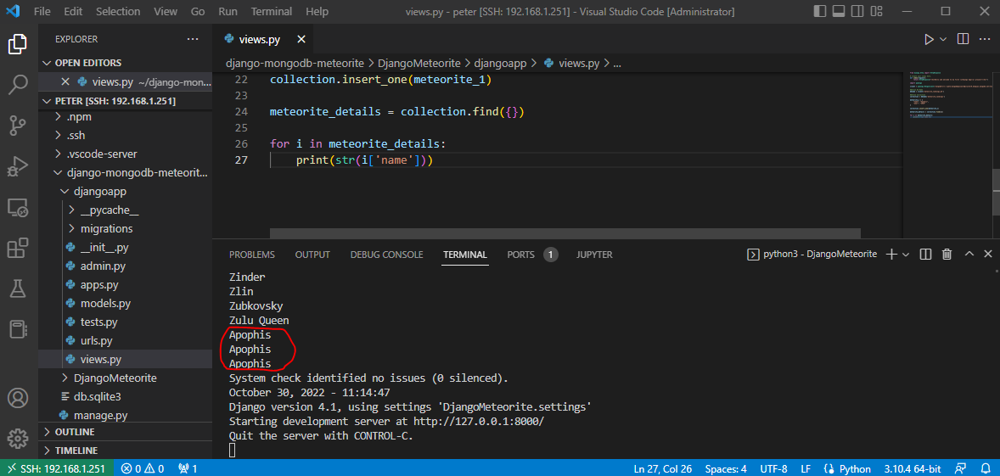 File Edit Selection View Go Run Terminal Help
views.py - peter [SSH: 192.168.1.251] - Visual Studio Code [Administrator]
EXPLORER
OPEN EDITORS
views.py ~/django-mon...
PETER [SSH: 192.168.1.251]
.npm
.ssh
.vscode-server
django-mongodb-meteorit...
djangoapp
__pycache__
migrations
__init__.py
admin.py
apps.py
models.py
tests.py
urls.py
views.py
DjangoMeteorite
db.sqlite3
manage.py
OUTLINE
TIMELINE
views.py
django-mongodb-meteorite > DjangoMeteorite > djangoapp > views.py > ...
22 collection.insert_one(meteorite_1)
23
24 meteorite_details = collection.find({})
25
26 for i in meteorite_details:
27 print(str(i['name']))
PROBLEMS OUTPUT DEBUG CONSOLE TERMINAL PORTS 1 JUPYTER
python3 - DjangoMeteorite
Zinder
Zlin
Zubkovsky
Zulu Queen
Apophis
Apophis
Apophis
System check identified no issues (0 silenced).
October 30, 2022 - 11:14:47
Django version 4.1, using settings 'DjangoMeteorite.settings'
Starting development server at http://127.0.0.1:8000/
Quit the server with CONTROL-C.
SSH: 192.168.1.251 0 0 1 Ln 27, Col 26 Spaces: 4 UTF-8 LF Python 3.10.4 64-bit